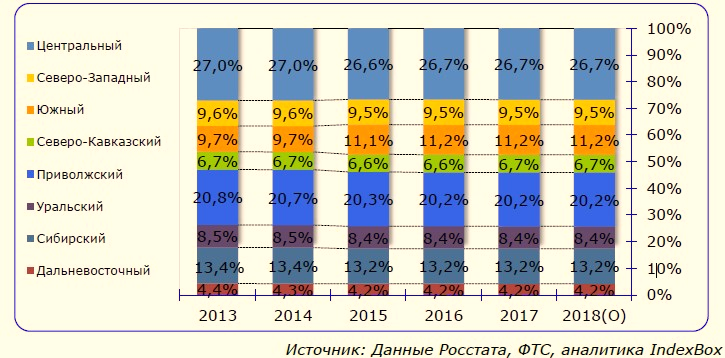 Центральный
Северо-Западный
Южный
Северо-Кавказский
Приволжский
Уральский
Сибирский
Дальневосточный
27,0% 27,0% 26,6% 26,7% 26,7% 26,7%
9,6% 9,6% 9,5% 9,5% 9,5% 9,5%
9,7% 9,7% 11,1% 11,2% 11,2% 11,2%
6,7% 6,7% 6,6% 6,6% 6,7% 6,7%
20,8% 20,7% 20,3% 20,2% 20,2% 20,2%
8,5% 8,5% 8,4% 8,4% 8,4% 8,4%
13,4% 13,4% 13,2% 13,2% 13,2% 13,2%
4,4% 4,3% 4,2% 4,2% 4,2% 4,2%
100%
90%
80%
70%
60%
50%
40%
30%
20%
10%
0%
2013 2014 2015 2016 2017 2018(О)
Источник: Данные Росстата, ФТС, аналитика IndexBox